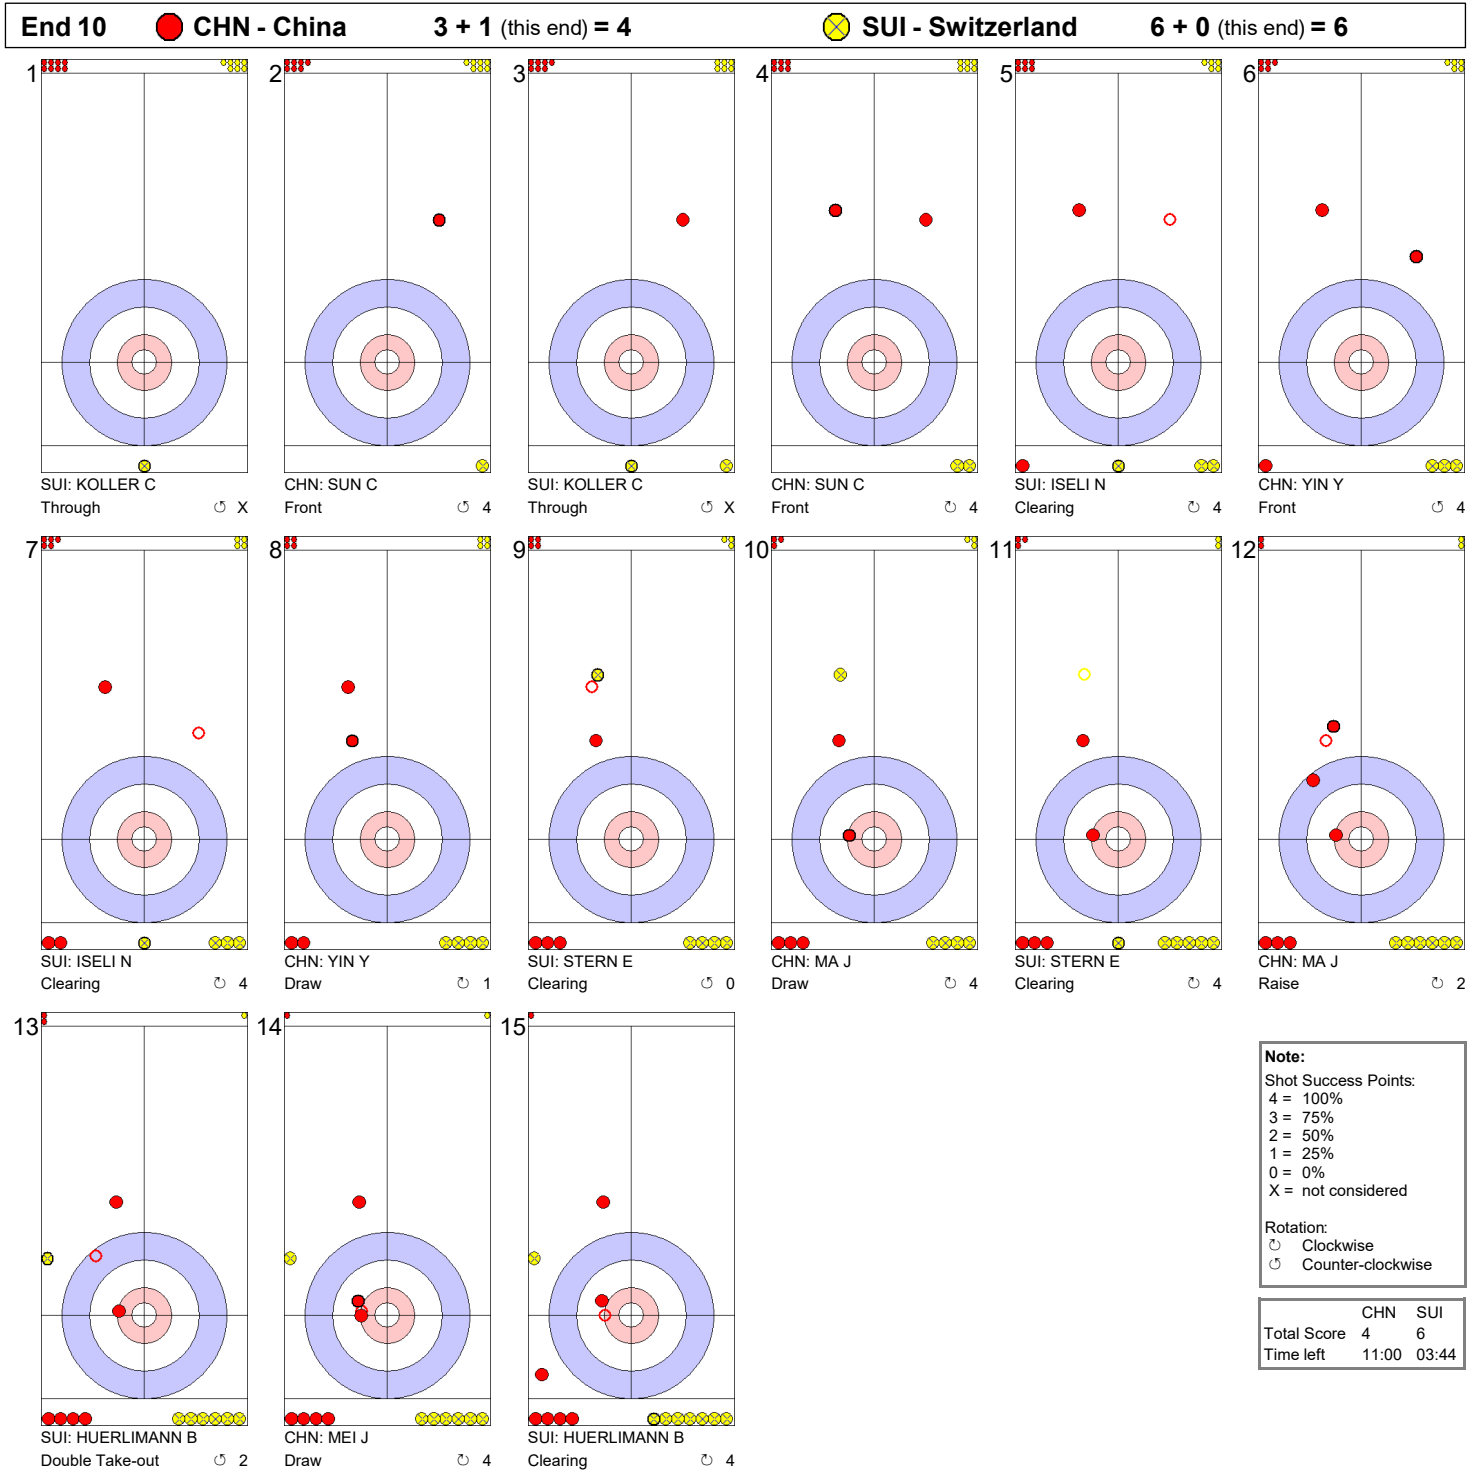 End 10 CHN - China 3 + 1 (this end) = 4 SUI - Switzerland 6 + 0 (this end) = 6
1 2 3 4 5 6
SUI: KOLLER C CHN: SUN C SUI: KOLLER C CHN: SUN C SUI: ISELI N CHN: YIN Y
Through ↺ X Front ↺ 4 Through ↺ X Front ↻ 4 Clearing ↻ 4 Front ↺ 4
7 8 9 10 11 12
SUI: ISELI N CHN: YIN Y SUI: STERN E CHN: MA J SUI: STERN E CHN: MA J
Clearing ↻ 4 Draw ↻ 1 Clearing ↺ 0 Draw ↻ 4 Clearing ↻ 4 Raise ↻ 2
13 14 15
SUI: HUERLIMANN B CHN: MEI J SUI: HUERLIMANN B
Double Take-out ↺ 2 Draw ↻ 4 Clearing ↻ 4
Note:
Shot Success Points:
4 = 100%
3 = 75%
2 = 50%
1 = 25%
0 = 0%
X = not considered
Rotation:
↻ Clockwise
↺ Counter-clockwise
CHN SUI
Total Score 4 6
Time left 11:00 03:44